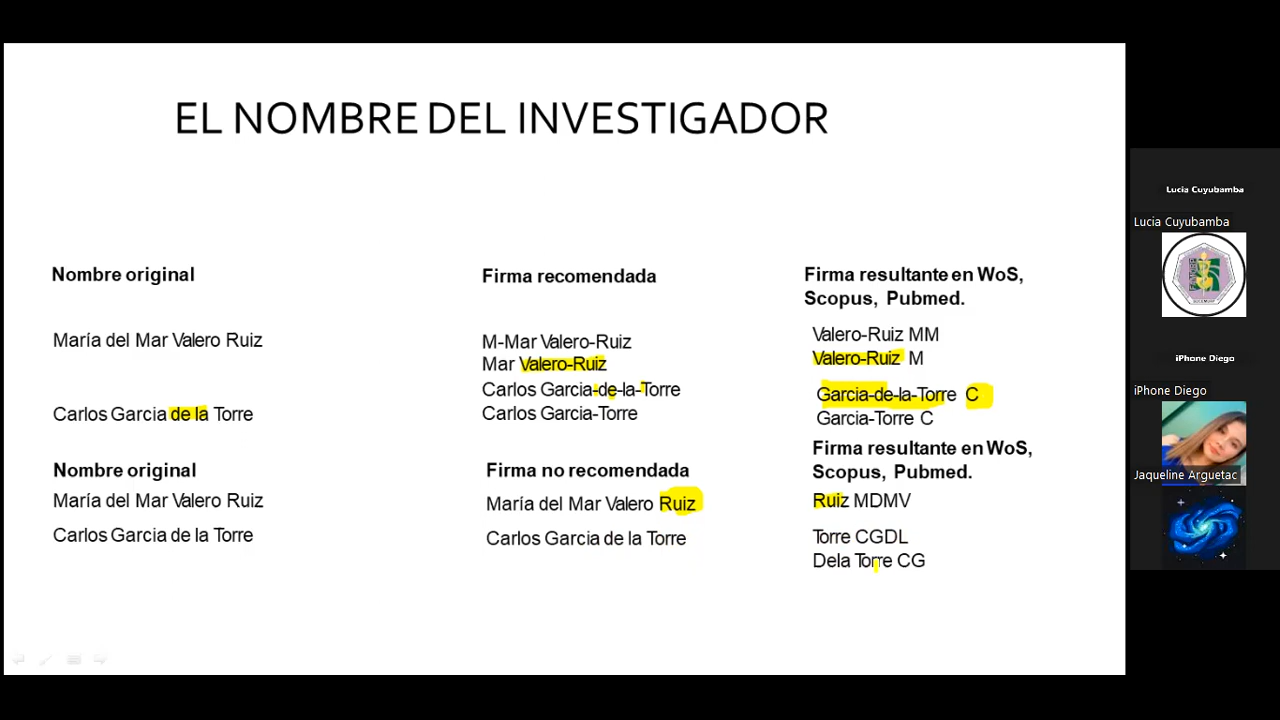 EL NOMBRE DEL INVESTIGADOR
Nombre original
Firma recomendada
Firma resultante en WoS,
Scopus, Pubmed.
María del Mar Valero Ruiz
M-Mar Valero-Ruiz
Valero-Ruiz MM
Mar Valero-Ruiz
Valero-Ruiz M
Carlos Garcia de la Torre
Carlos Garcia-de-la-Torre
Garcia-de-la-Torre C
Carlos Garcia-Torre
Garcia-Torre C
Nombre original
Firma no recomendada
Firma resultante en WoS,
Scopus, Pubmed.
María del Mar Valero Ruiz
María del Mar Valero Ruiz
Ruiz MDMV
Carlos Garcia de la Torre
Carlos Garcia de la Torre
Torre CGDL
Dela Torre CG
Lucia Cuyubamba
Lucia Cuyubamba
iPhone Diego
iPhone Diego
Jaqueline Arguetac